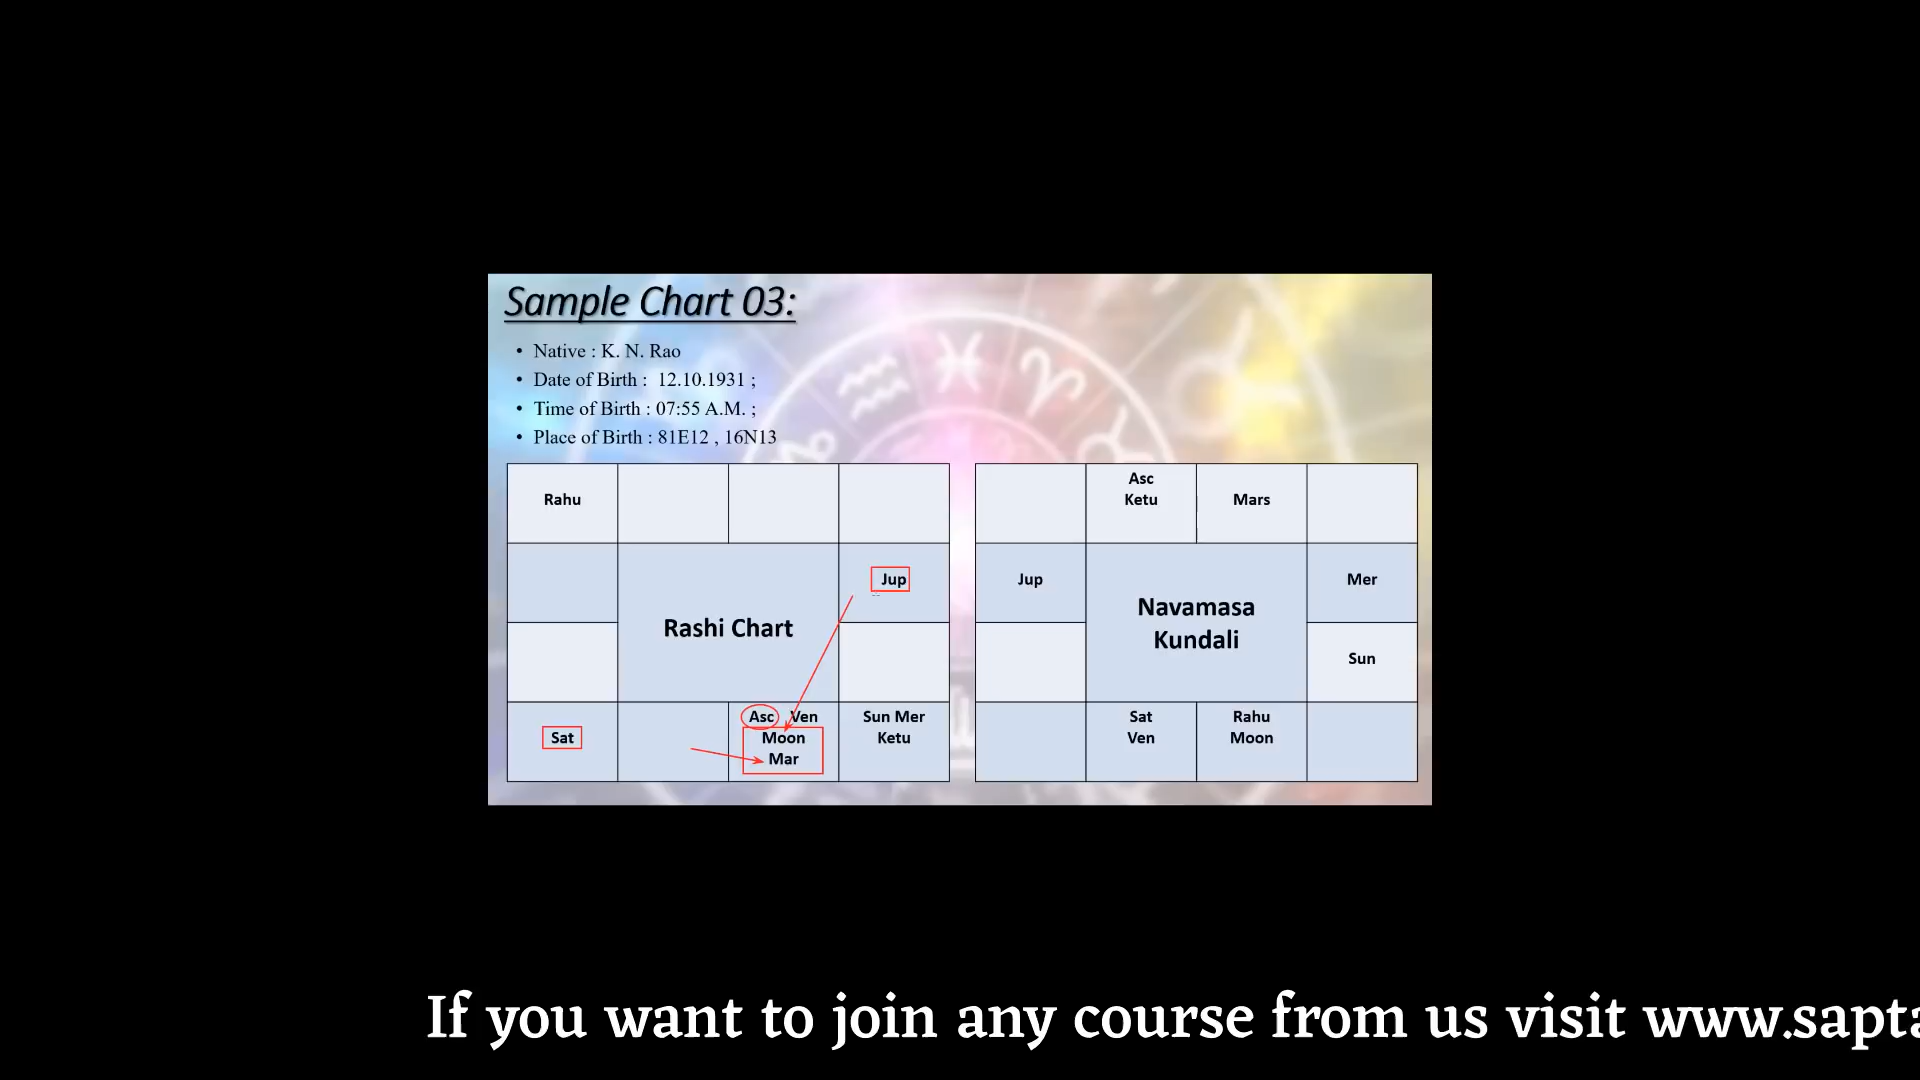 Sample Chart 03:
• Native : K. N. Rao
• Date of Birth :  12.10.1931 ;
• Time of Birth : 07:55 A.M. ;
• Place of Birth : 81E12 , 16N13
Rahu
Jup
Rashi Chart
Sat
Asc Ven
Moon
Mar
Sun Mer
Ketu
Asc
Ketu
Mars
Jup
Mer
Navamasa
Kundali
Sun
Sat
Ven
Rahu
Moon
If you want to join any course from us visit www.sapta